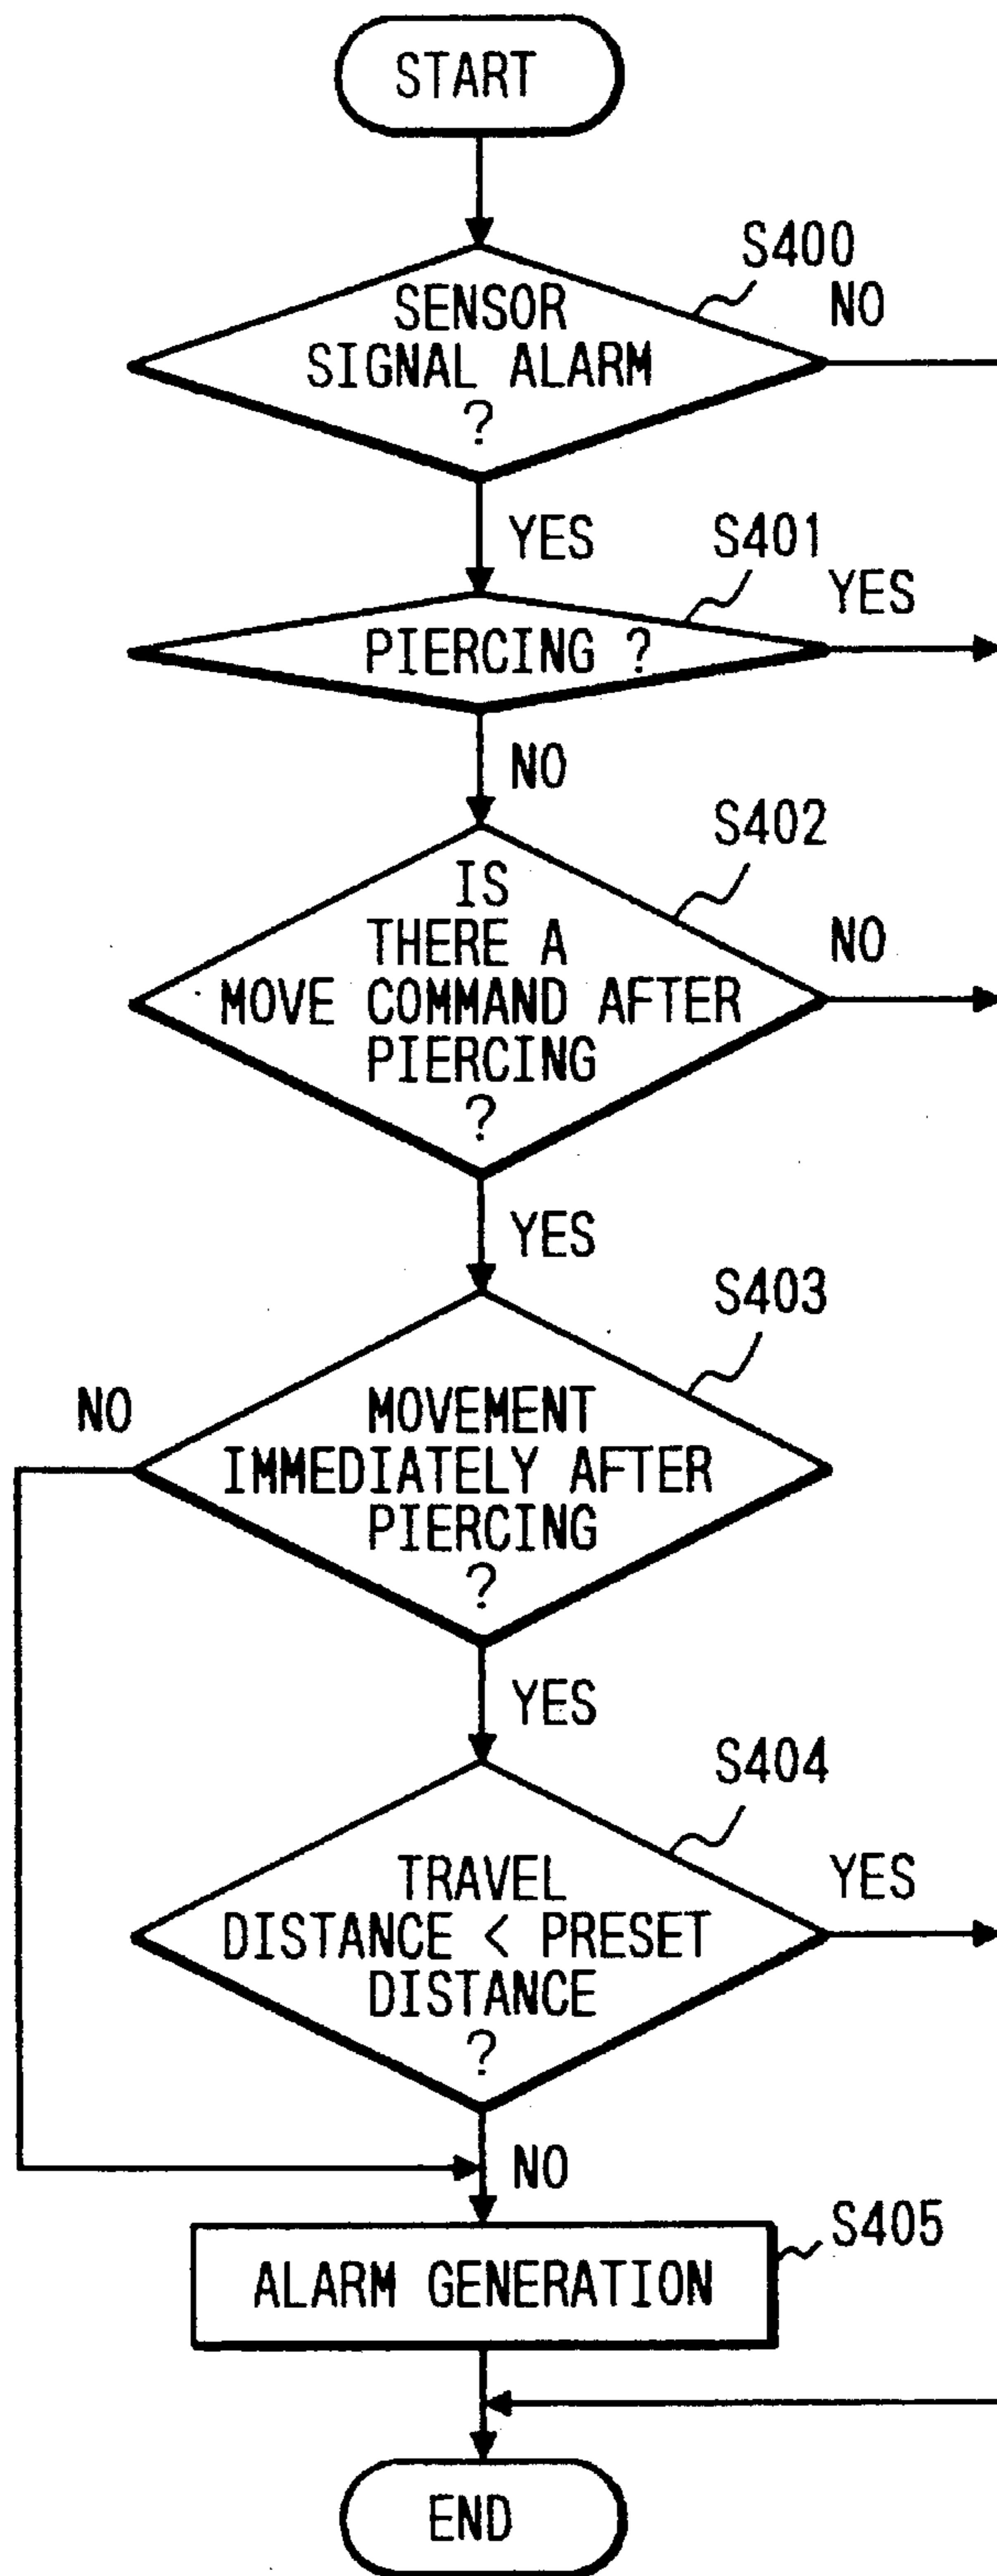 START
S400
NO
SENSOR
SIGNAL ALARM
?
YES
S401
YES
PIERCING ?
NO
S402
IS
THERE A
NO
MOVE COMMAND AFTER
PIERCING
?
YES
S403
NO
MOVEMENT
IMMEDIATELY AFTER
PIERCING
?
YES
S404
YES
TRAVEL
DISTANCE < PRESET
DISTANCE
?
NO
S405
ALARM GENERATION
END